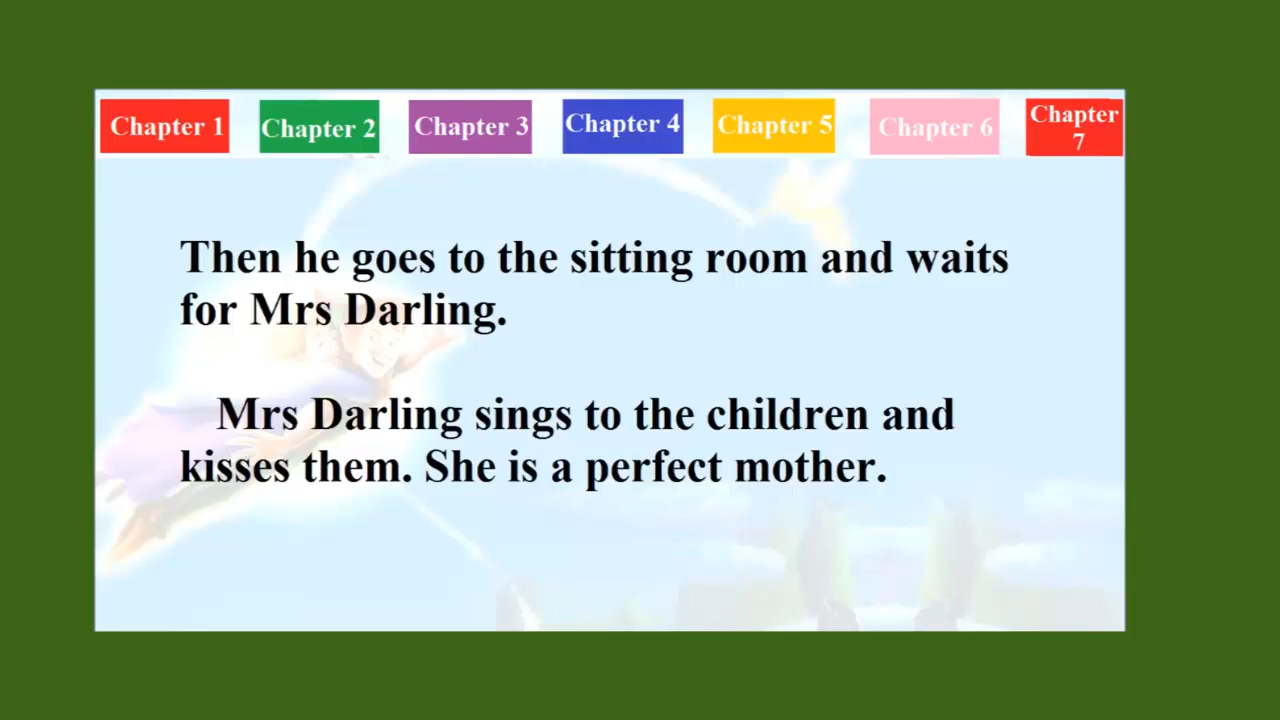 Chapter 1
Chapter 2
Chapter 3
Chapter 4
Chapter 5
Chapter 6
Chapter
7
Then he goes to the sitting room and waits
for Mrs Darling.
Mrs Darling sings to the children and
kisses them. She is a perfect mother.